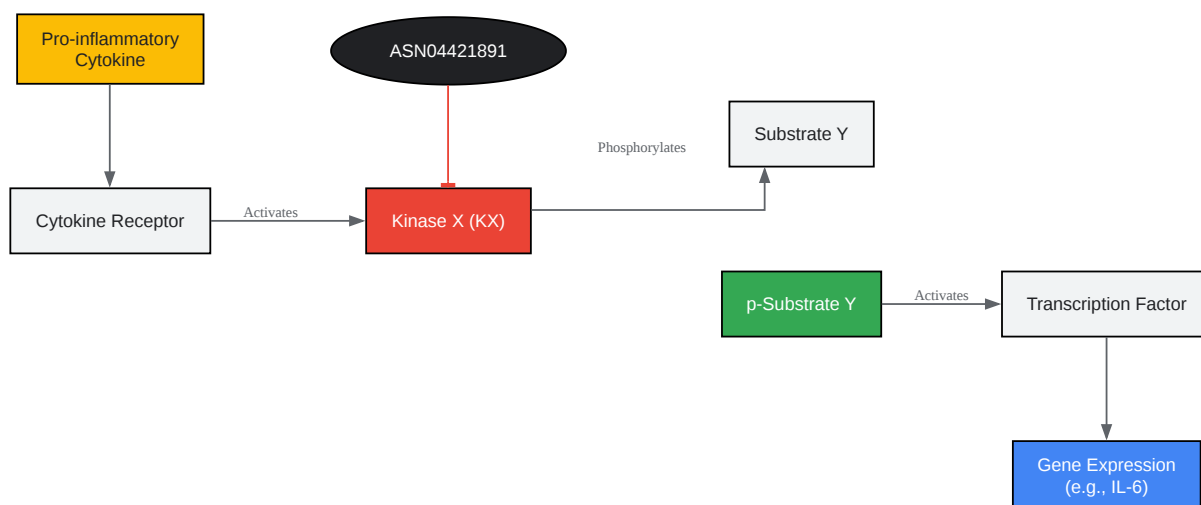 Pro-inflammatory
Cytokine
ASN04421891
Phosphorylates
Substrate Y
Cytokine Receptor
Activates
Kinase X (KX)
p-Substrate Y
Activates
Transcription Factor
Gene Expression
(e.g., IL-6)